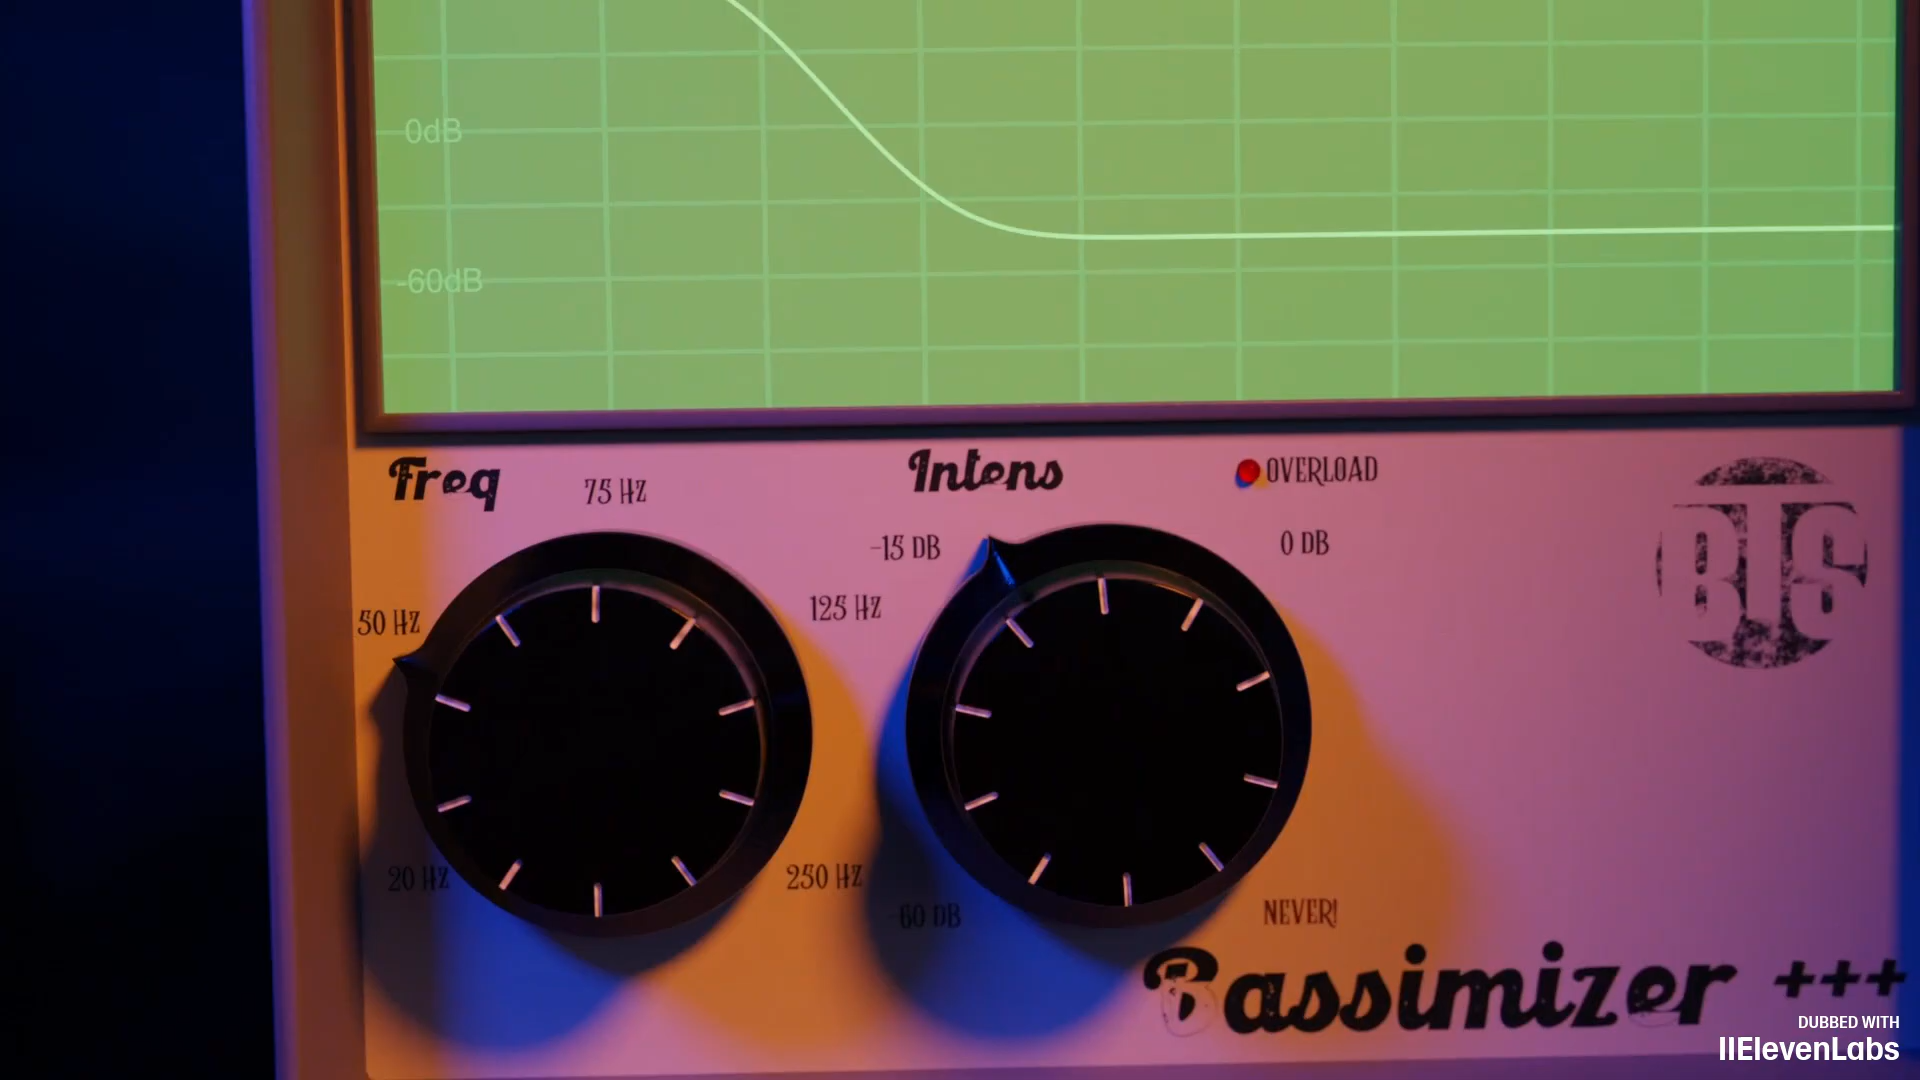 0dB
-60dB
Freq
75 Hz
50 Hz
125 Hz
20 Hz
250 Hz
Intens
OVERLOAD
-15 DB
0 DB
-60 DB
NEVER!
BTS
Bassimizer +++
DUBBED WITH
IIElevenLabs